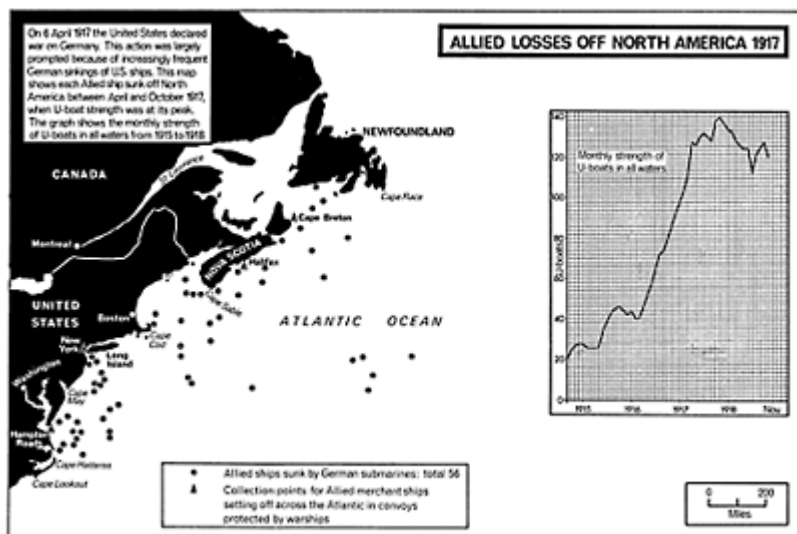 On 6 April 1917 the United States declared
war on Germany. This action was largely
prompted because of increasingly frequent
German sinkings of U.S. ships. This map
shows each Allied ship sunk off North
America between April and October 1917,
when U-boat strength was at its peak.
The graph shows the monthly strength
of U-boats in all waters from 1915 to 1918
ALLIED LOSSES OFF NORTH AMERICA 1917
NEWFOUNDLAND
CANADA
St Lawrence
Cape Race
Cape Breton
Montreal
NOVA SCOTIA
Halifax
Cape Sable
UNITED
STATES
Boston
Cape
Cod
ATLANTIC OCEAN
New
York
Long
Island
Washington
Cape
May
Hampton
Roads
Cape Hatteras
Cape Lookout
Monthly strength of
U-boats in all waters
140
120
80
40
0
(U-boats)
1915
1916
1917
1918
Nov
Allied ships sunk by German submarines: total 56
Collection points for Allied merchant ships
setting off across the Atlantic in convoys
protected by warships
0 200
Miles